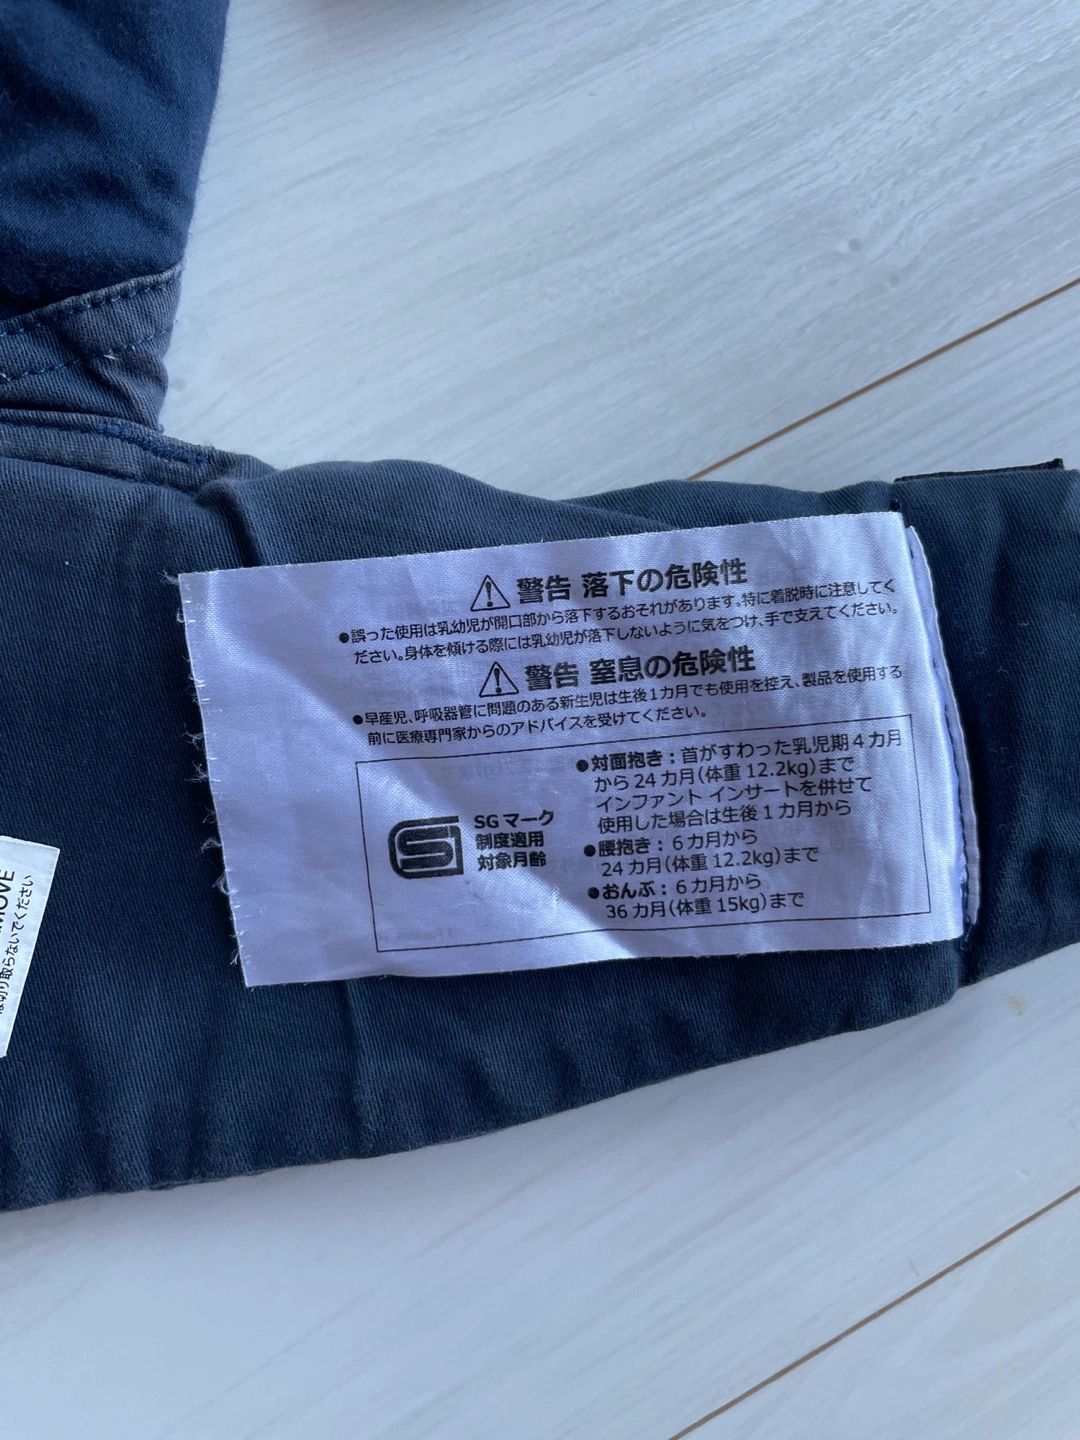 警告 落下の危険性
●誤った使用は乳幼児が開口部から落下するおそれがあります。特に着脱時に注意してく
ださい。身体を傾ける際には乳幼児が落下しないように気をつけ、手で支えてください。
警告 窒息の危険性
●早産児、呼吸器管に問題のある新生児は生後1カ月でも使用を控え、製品を使用する
前に医療専門家からのアドバイスを受けてください。
SGマーク
制度適用
対象月齢
●対面抱き：首がすわった乳児期4カ月
から24カ月(体重12.2kg)まで
インファント インサートを併せて
使用した場合は生後1カ月から
●腰抱き：6カ月から
24カ月(体重12.2kg)まで
●おんぶ：6カ月から
36カ月(体重15kg)まで
MOVE
は切り取らないでください